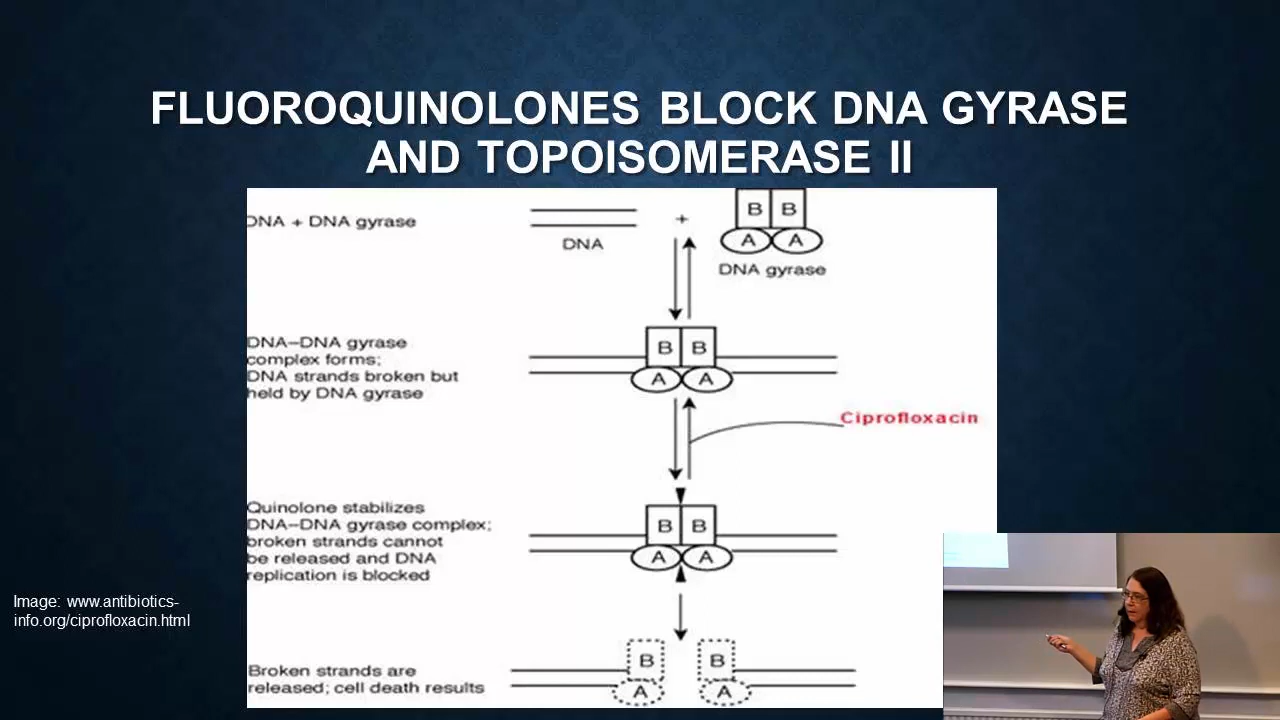 FLUOROQUINOLONES BLOCK DNA GYRASE
AND TOPOISOMERASE II
DNA + DNA gyrase
DNA
+
B B
A A
DNA gyrase
DNA–DNA gyrase
complex forms;
DNA strands broken but
held by DNA gyrase
B B
A A
Ciprofloxacin
Quinolone stabilizes
DNA–DNA gyrase complex;
broken strands cannot
be released and DNA
replication is blocked
B B
A A
Broken strands are
released; cell death results
B B
A A
Image: www.antibiotics-
info.org/ciprofloxacin.html